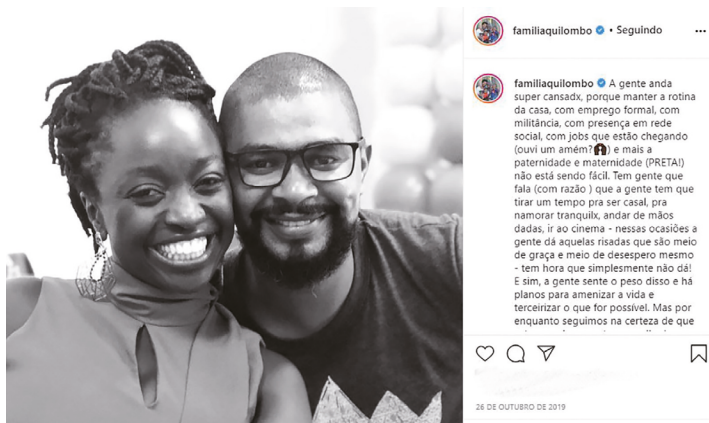 familiaquilombo • Seguindo
familiaquilombo A gente anda
super cansadx, porque manter a rotina
da casa, com emprego formal, com
militância, com presença em rede
social, com jobs que estão chegando
(ouvi um amém?) e mais a
paternidade e maternidade (PRETA!)
não está sendo fácil. Tem gente que
fala (com razão ) que a gente tem que
tirar um tempo pra ser casal, pra
namorar tranquilx, andar de mãos
dadas, ir ao cinema - nessas ocasiões a
gente dá aquelas risadas que são meio
de graça e meio de desespero mesmo
- tem hora que simplesmente não dá!
E sim, a gente sente o peso disso e há
planos para amenizar a vida e
terceirizar o que for possível. Mas por
enquanto seguimos na certeza de que
26 DE OUTUBRO DE 2019